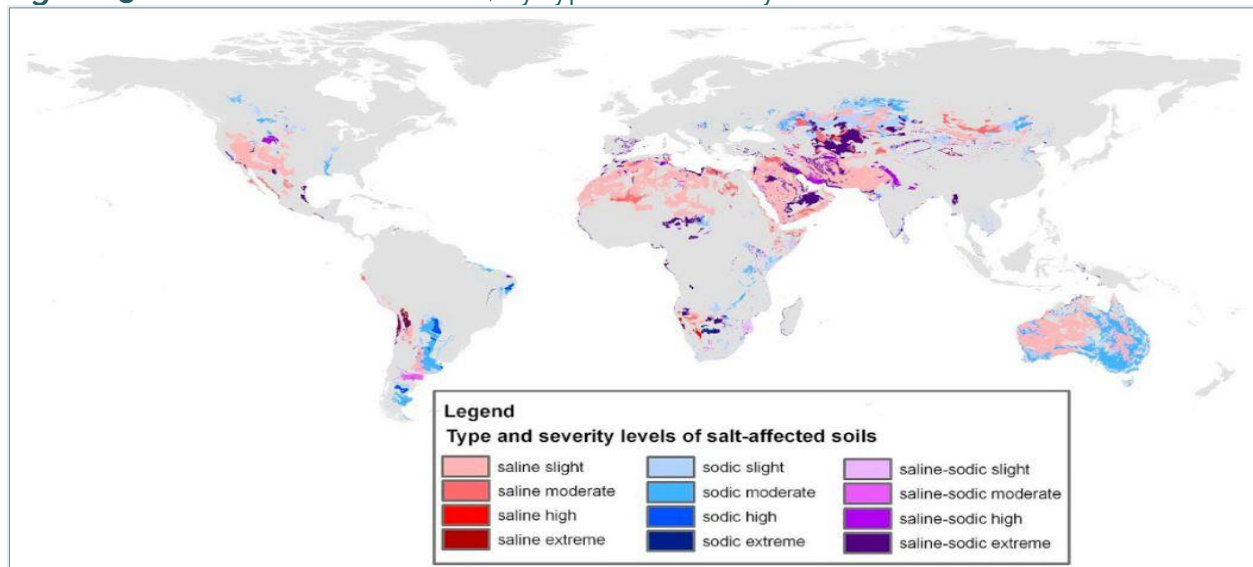 Legend
Type and severity levels of salt-affected soils
saline slight
saline moderate
saline high
saline extreme
sodic slight
sodic moderate
sodic high
sodic extreme
saline-sodic slight
saline-sodic moderate
saline-sodic high
saline-sodic extreme